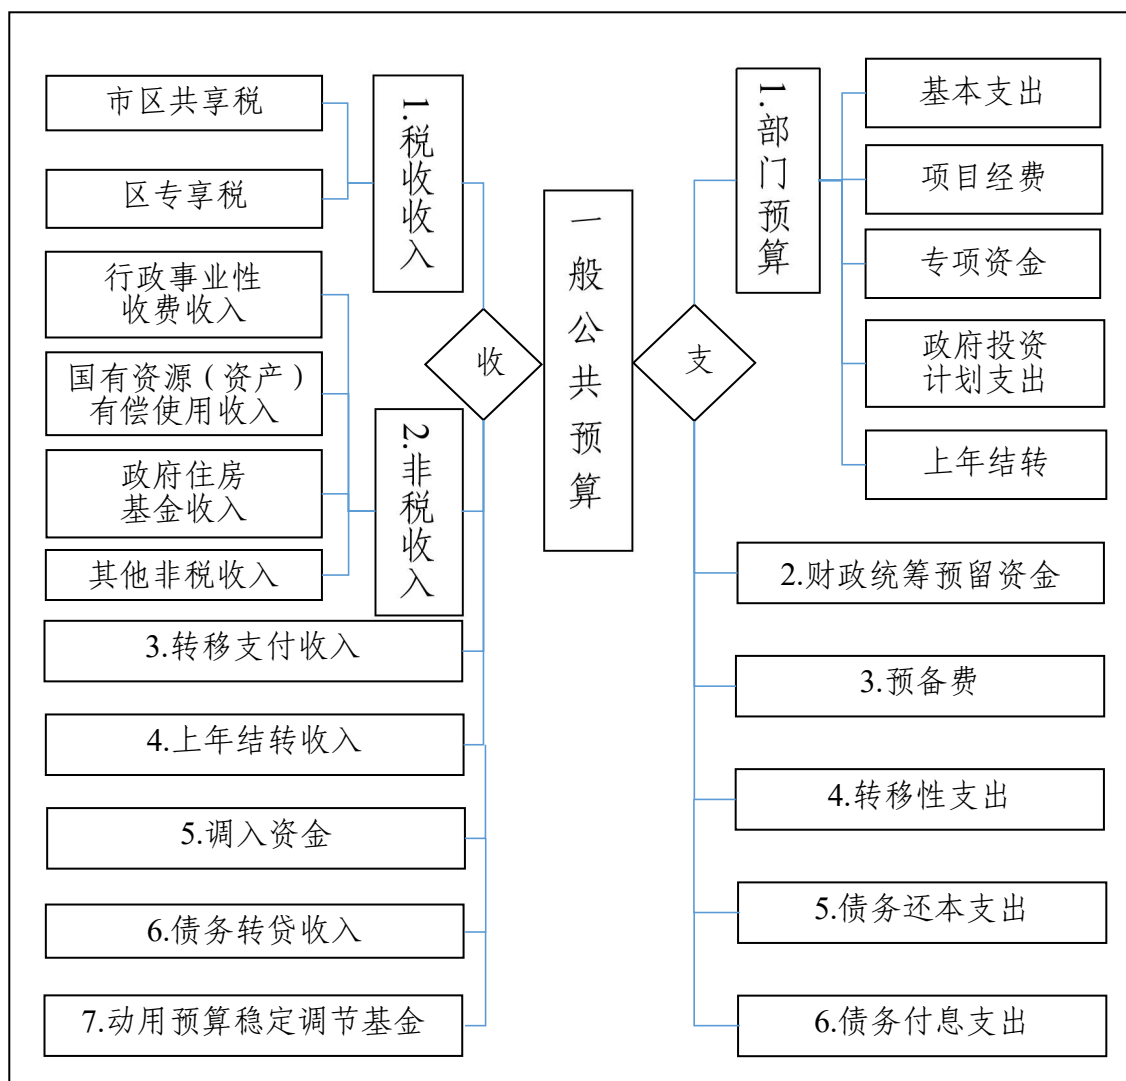 一般公共预算
收
1.税收收入
市区共享税
区专享税
2.非税收入
行政事业性
收费收入
国有资源（资产）
有偿使用收入
政府住房
基金收入
其他非税收入
3.转移支付收入
4.上年结转收入
5.调入资金
6.债务转贷收入
7.动用预算稳定调节基金
支
1.部门预算
基本支出
项目经费
专项资金
政府投资
计划支出
上年结转
2.财政统筹预留资金
3.预备费
4.转移性支出
5.债务还本支出
6.债务付息支出